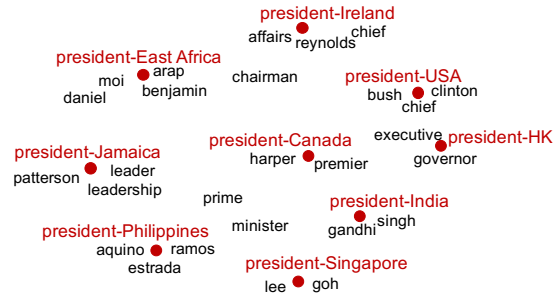 president-Ireland
affairs reynolds chief
president-East Africa
moi arap
daniel benjamin
chairman
president-USA
bush clinton
chief
executive president-HK
governor
president-Canada
harper premier
president-Jamaica
patterson leader
leadership
prime
minister
president-India
gandhi singh
president-Philippines
aquino ramos
estrada
president-Singapore
lee goh